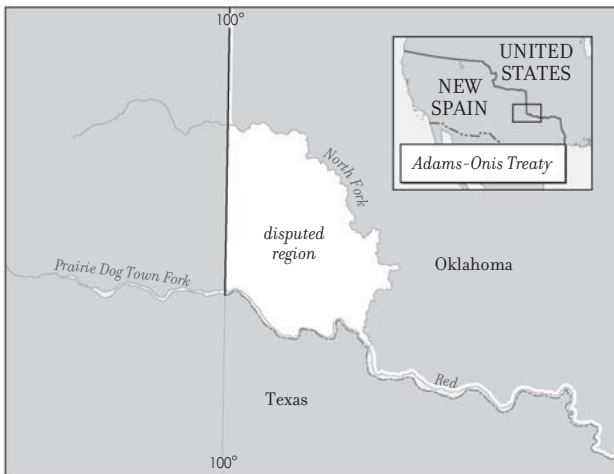 100°
UNITED
STATES
NEW
SPAIN
Adams-Onis Treaty
North Fork
disputed
region
Oklahoma
Prairie Dog Town Fork
Red
Texas
100°